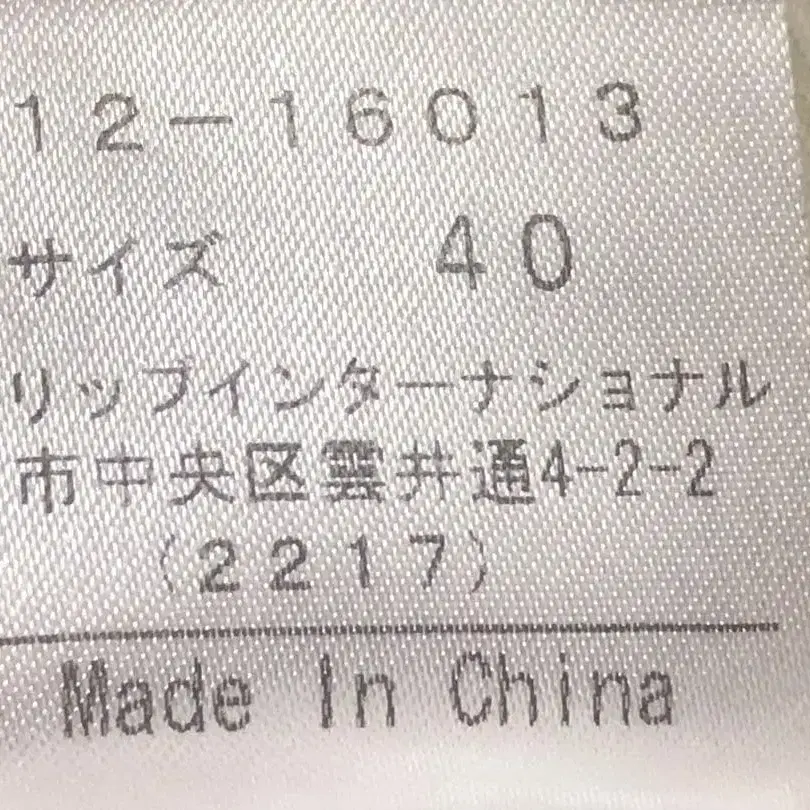 12-16013
サイズ 40
リップインターナショナル
市中央区雲井通4-2-2
(2217)
Made In China